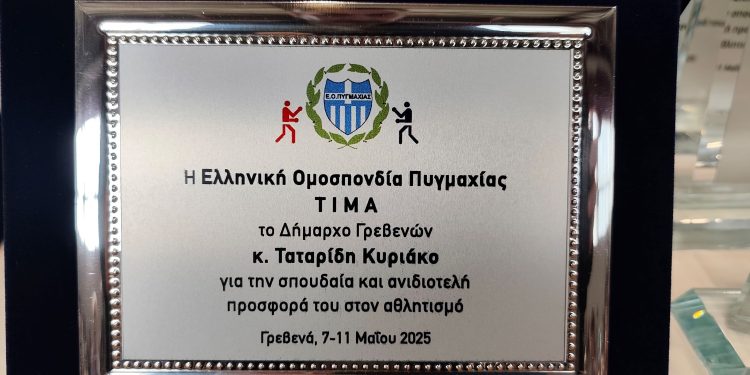 Ε.Ο.ΠΥΓΜΑΧΙΑΣ
Η Ελληνική Ομοσπονδία Πυγμαχίας
ΤΙΜΑ
το Δήμαρχο Γρεβενών
κ. Ταταρίδη Κυριάκο
για την σπουδαία και ανιδιοτελή
προσφορά του στον αθλητισμό
Γρεβενά, 7-11 Μαΐου 2025